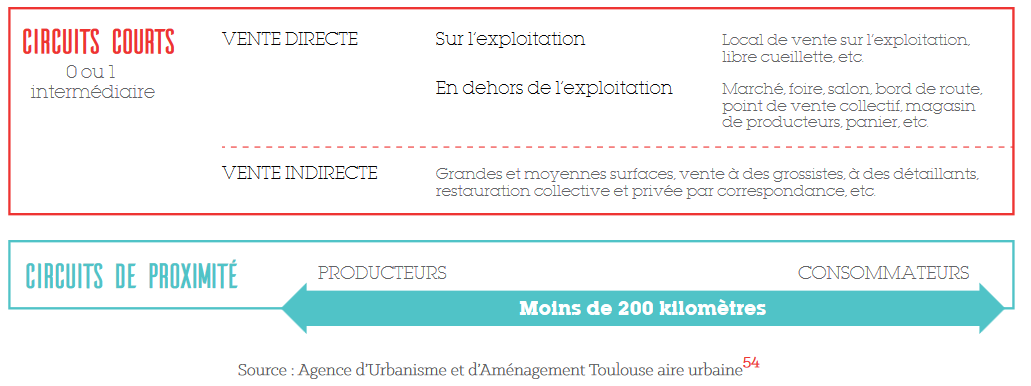 CIRCUITS COURTS
0 ou 1
intermédiaire
VENTE DIRECTE
Sur l'exploitation
Local de vente sur l'exploitation,
libre cueillette, etc.
En dehors de l'exploitation
Marché, foire, salon, bord de route,
point de vente collectif, magasin
de producteurs, panier, etc.
VENTE INDIRECTE
Grandes et moyennes surfaces, vente à des grossistes, à des détaillants,
restauration collective et privée par correspondance, etc.
CIRCUITS DE PROXIMITÉ
PRODUCTEURS
CONSOMMATEURS
Moins de 200 kilomètres
Source : Agence d'Urbanisme et d'Aménagement Toulouse aire urbaine54